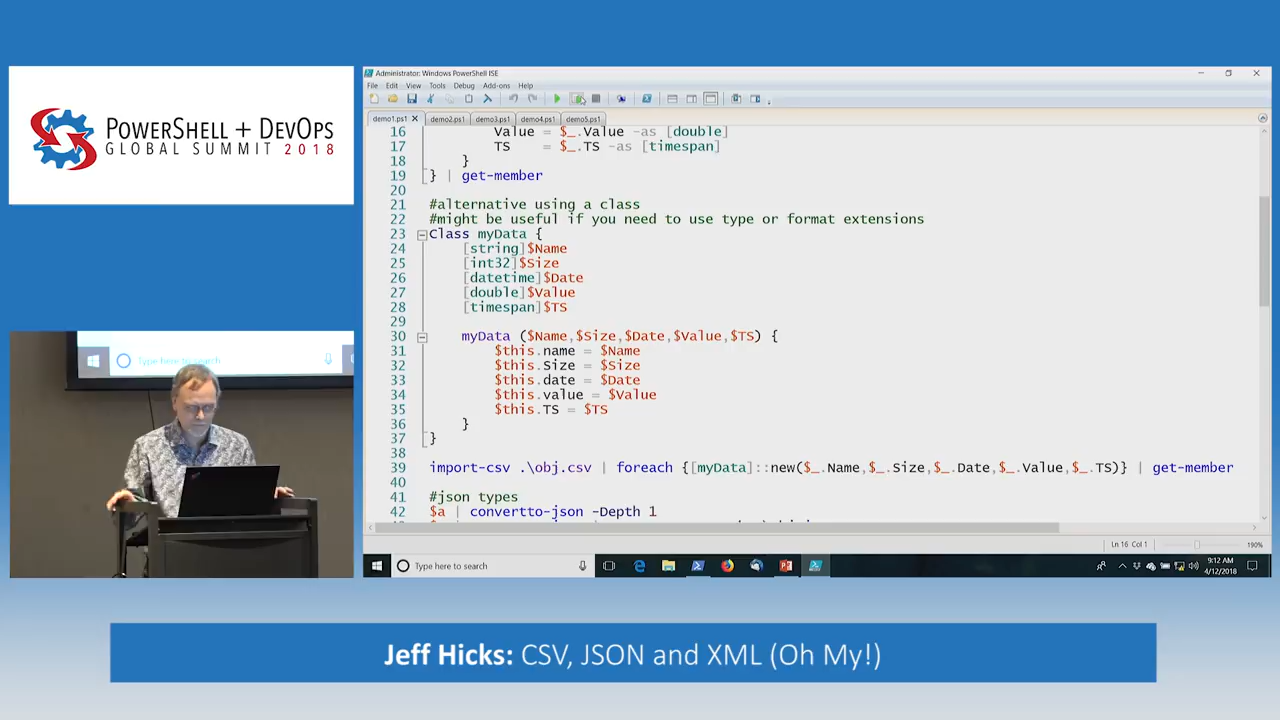 POWERSHELL + DEVOPS
GLOBAL SUMMIT 2018
Type here to search
Administrator: Windows PowerShell ISE
File Edit View Tools Debug Add-ons Help
demo1.ps1 demo2.ps1 demo3.ps1 demo4.ps1 demo5.ps1
16 Value = $_.Value -as [double]
17 TS = $_.TS -as [timespan]
18 }
19 } | get-member
20
21 #alternative using a class
22 #might be useful if you need to use type or format extensions
23 Class myData {
24 [string]$Name
25 [int32]$Size
26 [datetime]$Date
27 [double]$Value
28 [timespan]$TS
29
30 myData ($Name,$Size,$Date,$Value,$TS) {
31 $this.name = $Name
32 $this.Size = $Size
33 $this.date = $Date
34 $this.value = $Value
35 $this.TS = $TS
36 }
37 }
38
39 import-csv .\obj.csv | foreach {[myData]::new($_.Name,$_.Size,$_.Date,$_.Value,$_.TS)} | get-member
40
41 #json types
42 $a | convertto-json -Depth 1
Ln 16 Col 1 190%
Type here to search
9:12 AM
4/12/2018
Jeff Hicks: CSV, JSON and XML (Oh My!)